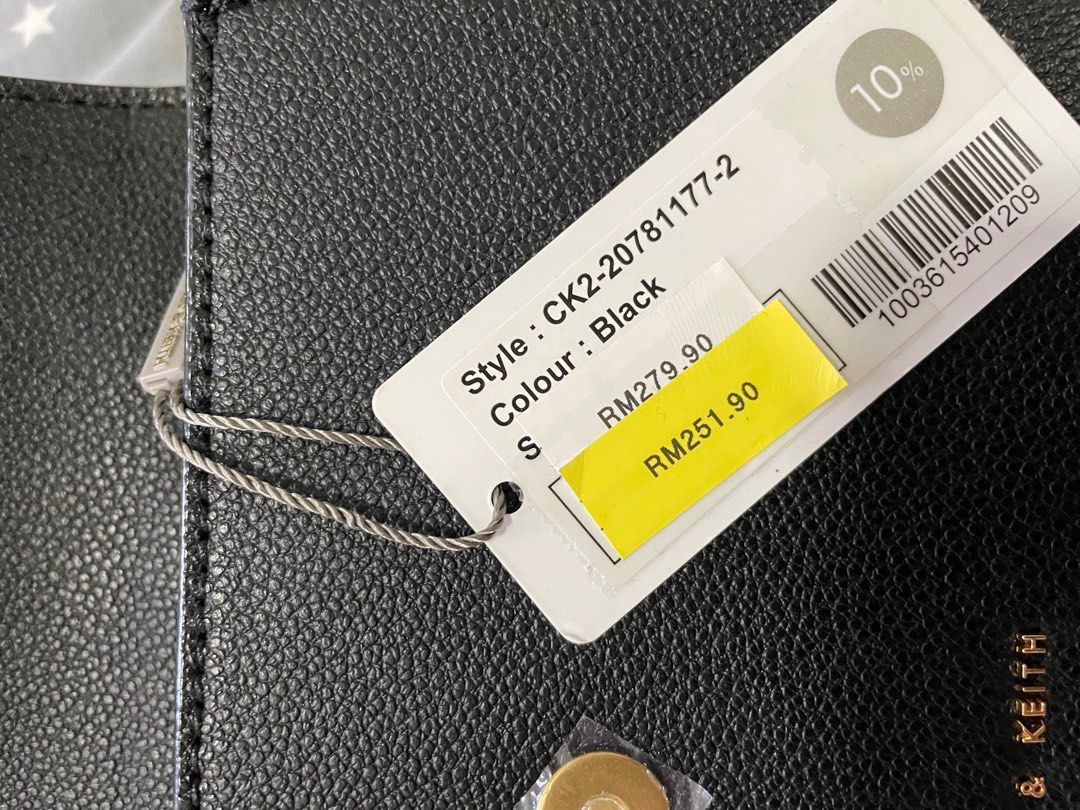 10%
Style : CK2-20781177-2
Colour : Black
S
RM279.90
RM251.90
1003615401209
& KEITH